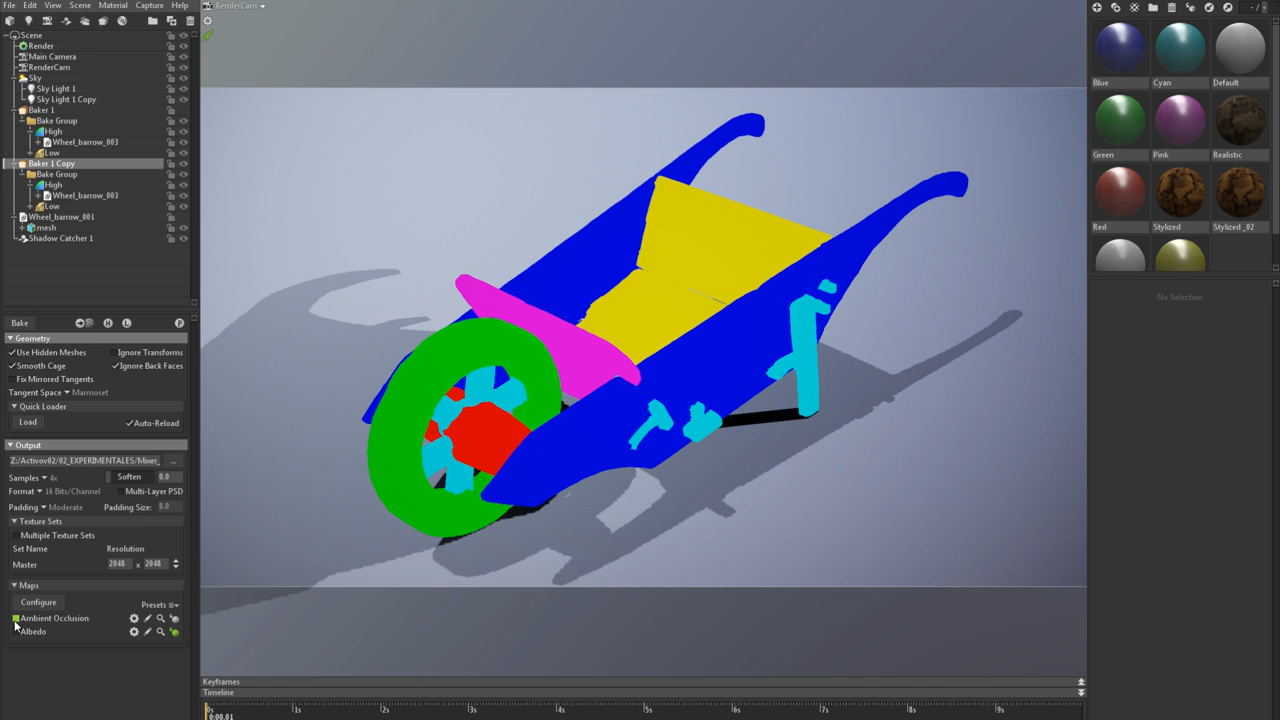 File Edit View Scene Material Capture Help
RenderCam
- /
Scene
Render
Main Camera
RenderCam
Sky
Sky Light 1
Sky Light 1 Copy
Baker 1
Bake Group
High
Wheel_barrow_003
Low
Baker 1 Copy
Bake Group
High
Wheel_barrow_003
Low
Wheel_barrow_001
mesh
Shadow Catcher 1
Bake H L P
Geometry
Use Hidden Meshes Ignore Transforms
Smooth Cage Ignore Back Faces
Fix Mirrored Tangents
Tangent Space Marmoset
Quick Loader
Load Auto-Reload
Output
Z:/Activov02/02_EXPERIMENTALES/Mixer_ ...
Samples 4x Soften 0.0
Format 16 Bits/Channel Multi-Layer PSD
Padding Moderate Padding Size: 8.0
Texture Sets
Multiple Texture Sets
Set Name Resolution
Master 2048 x 2048
Maps
Configure Presets
Ambient Occlusion
Albedo
Blue Cyan Default
Green Pink Realistic
Red Stylized Stylized_02
No Selection
Keyframes
Timeline
0s 1s 2s 3s 4s 5s 6s 7s 8s 9s
0:00.01